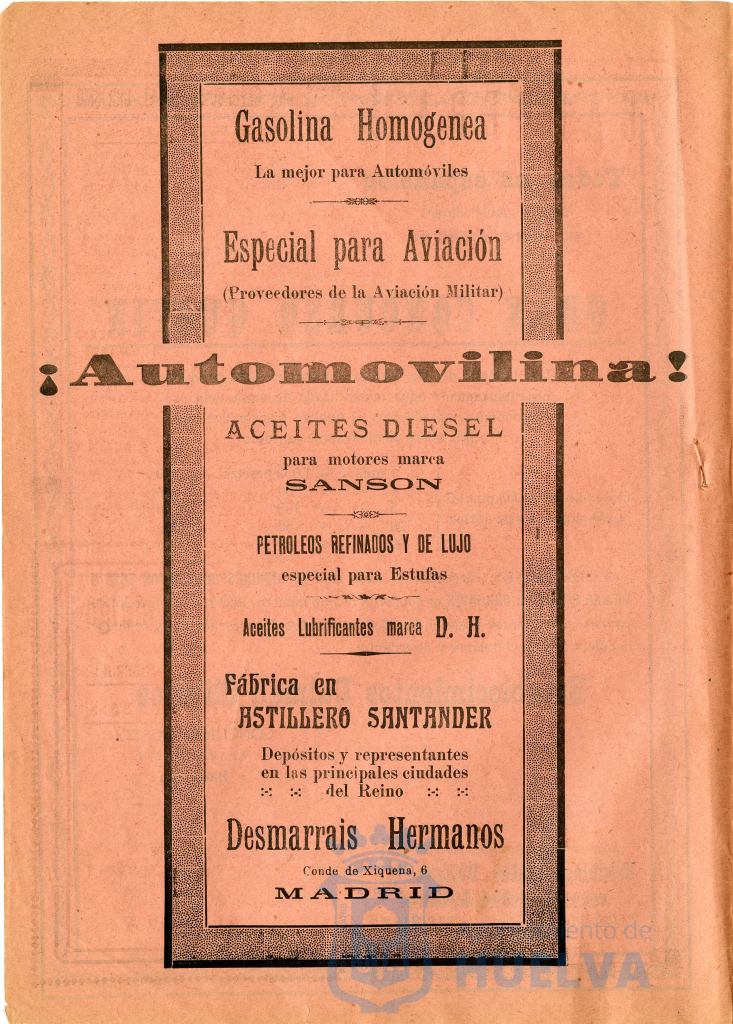 Gasolina Homogenea
La mejor para Automóviles
Especial para Aviación
(Proveedores de la Aviación Militar)
¡Automovilina!
ACEITES DIESEL
para motores marca
SANSON
PETROLEOS REFINADOS Y DE LUJO
especial para Estufas
Aceites Lubrificantes marca D. H.
Fábrica en
ASTILLERO SANTANDER
Depósitos y representantes
en las principales ciudades
del Reino
Desmarrais Hermanos
Conde de Xiquena, 6
MADRID
Ayuntamiento de
HUELVA